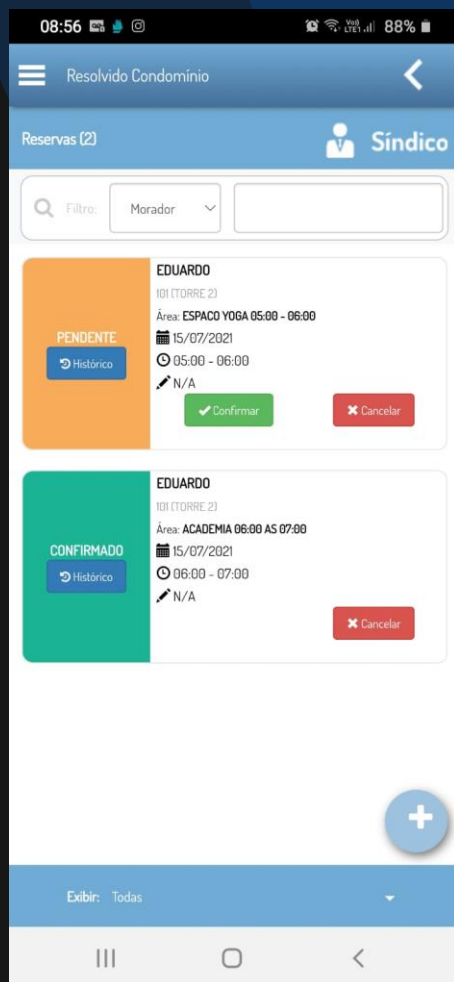 08:56 88%
Resolvido Condomínio
Reservas (2) Síndico
Filtro: Morador
EDUARDO
101 (TORRE 2)
Área: ESPACO YOGA 05:00 - 06:00
PENDENTE
15/07/2021
Histórico
05:00 - 06:00
N/A
Confirmar Cancelar
EDUARDO
101 (TORRE 2)
Área: ACADEMIA 06:00 AS 07:00
CONFIRMADO
15/07/2021
Histórico
06:00 - 07:00
N/A
Cancelar
Exibir: Todas